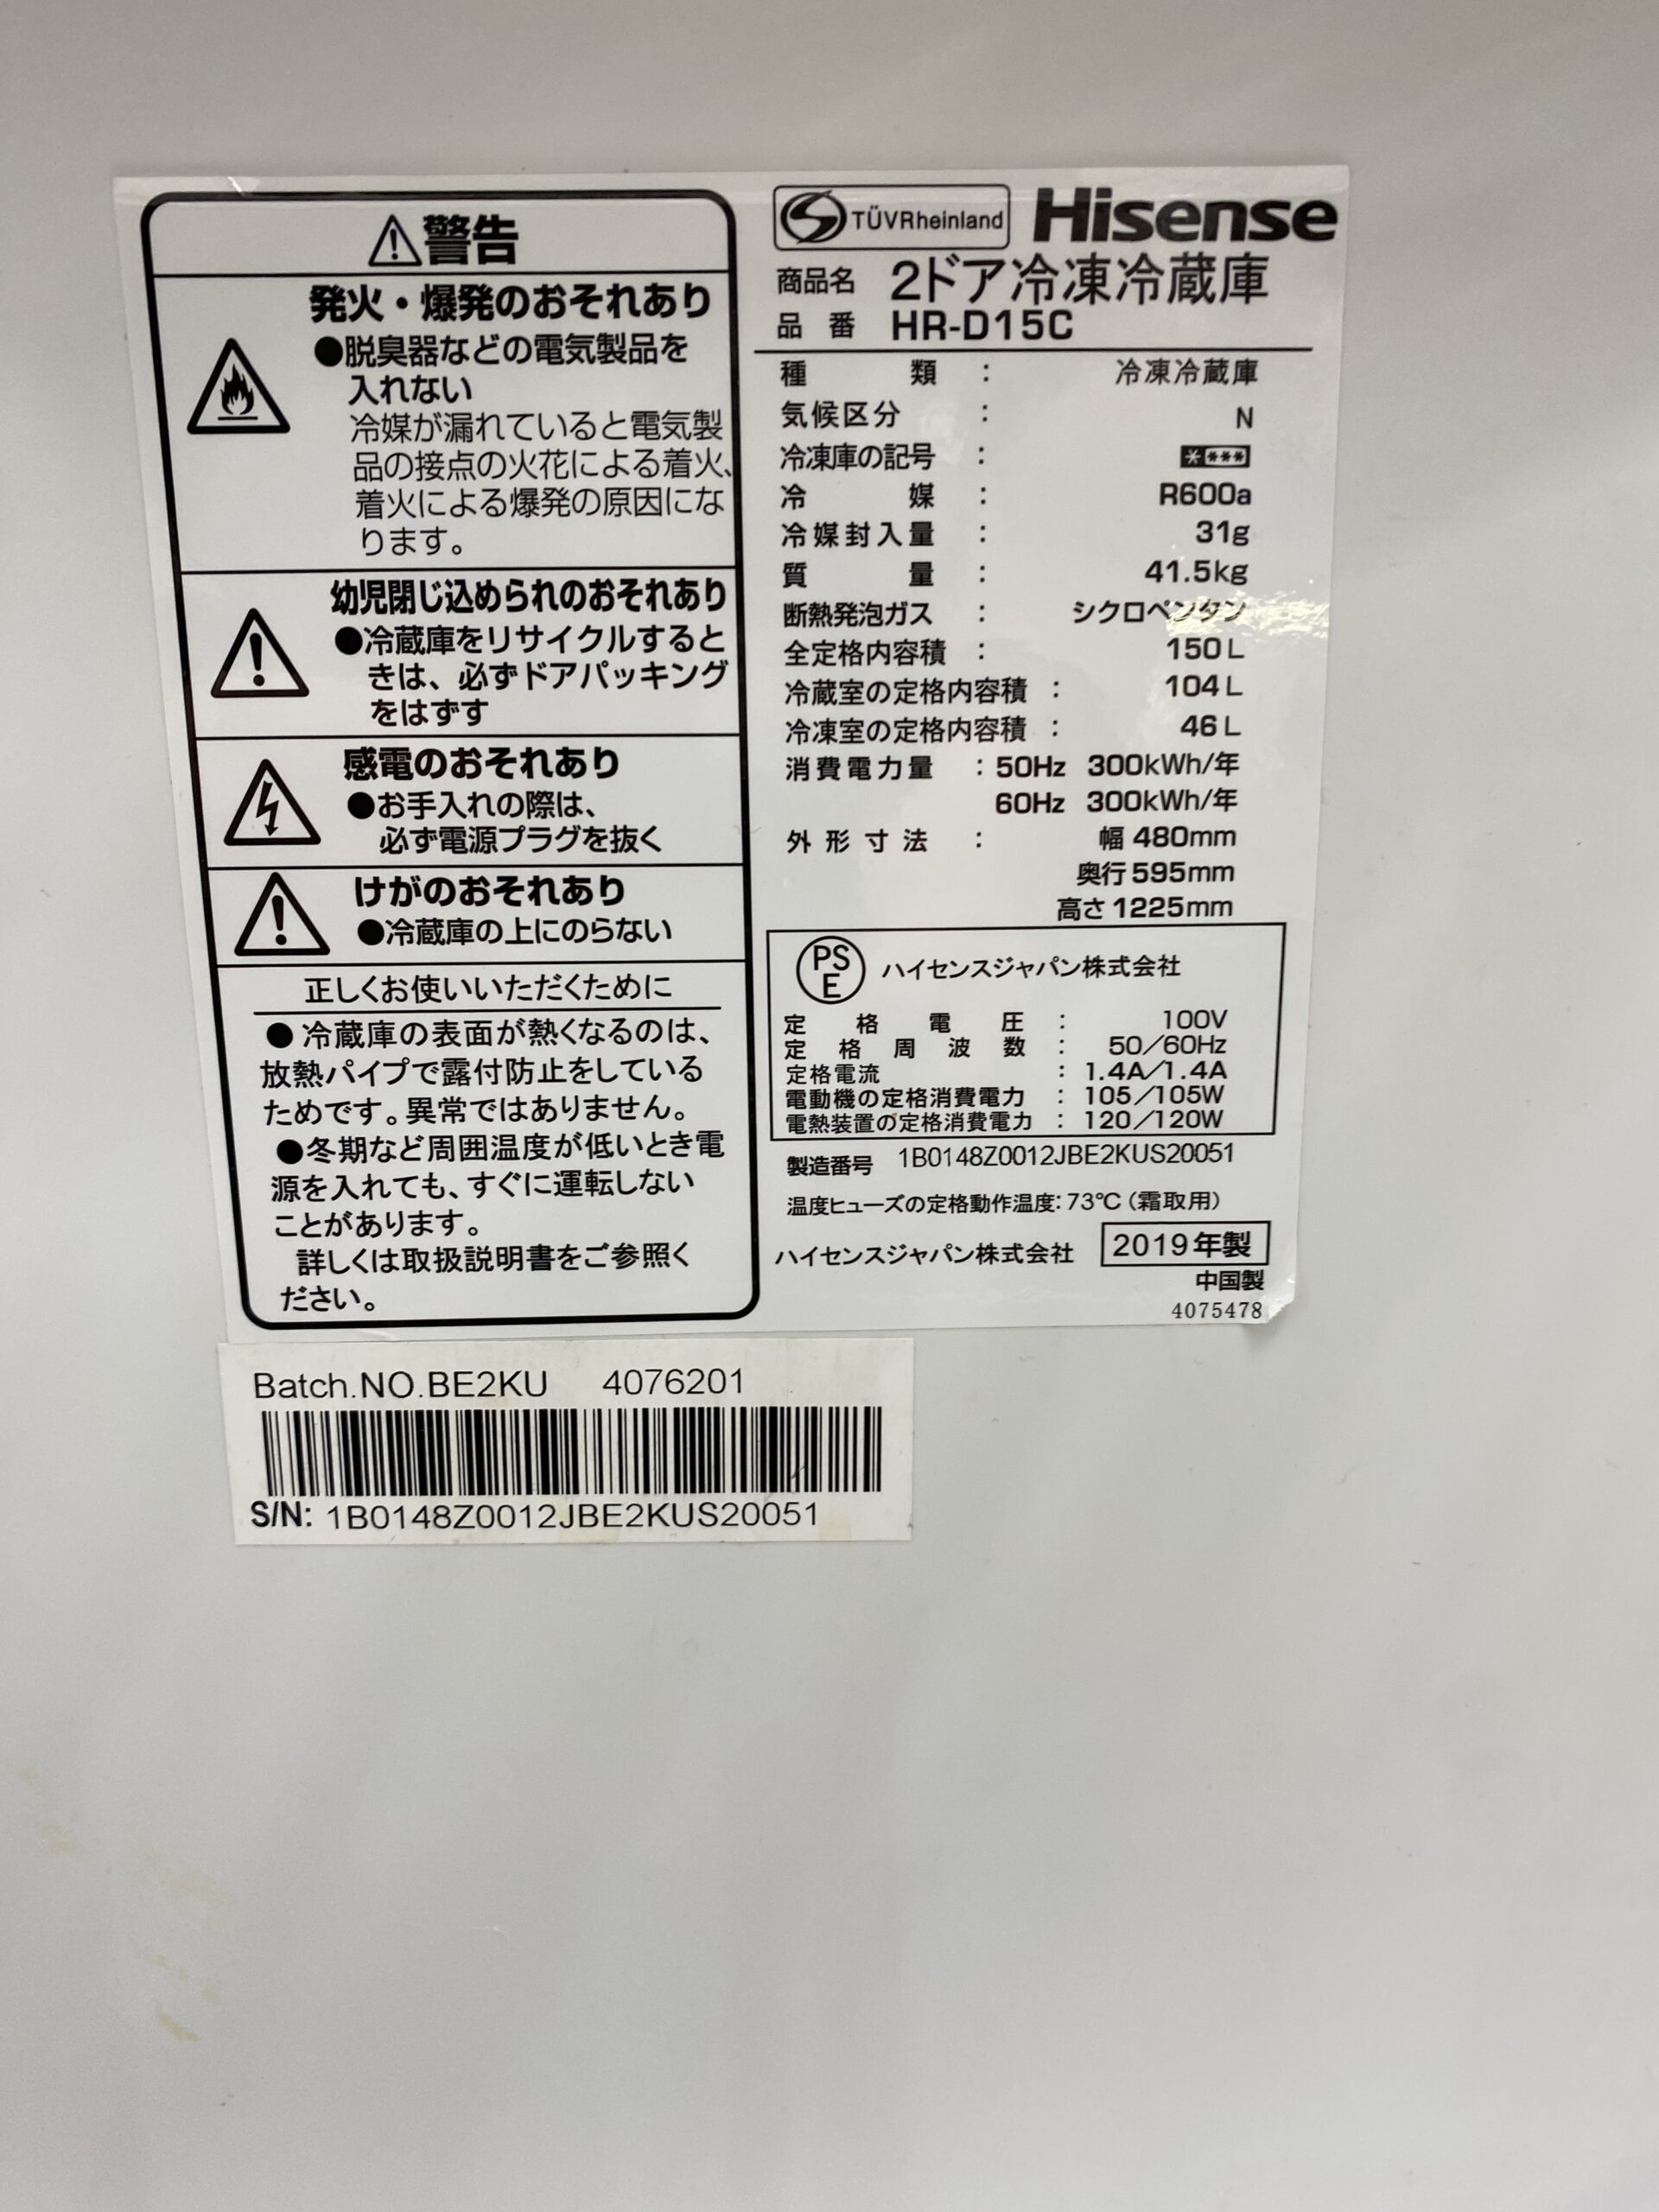 警告
発火・爆発のおそれあり
●脱臭器などの電気製品を
入れない
冷媒が漏れていると電気製
品の接点の火花による着火、
着火による爆発の原因にな
ります。
幼児閉じ込められのおそれあり
●冷蔵庫をリサイクルすると
きは、必ずドアパッキング
をはずす
感電のおそれあり
●お手入れの際は、
必ず電源プラグを抜く
けがのおそれあり
●冷蔵庫の上にのらない
正しくお使いいただくために
●冷蔵庫の表面が熱くなるのは、
放熱パイプで露付防止をしている
ためです。異常ではありません。
●冬期など周囲温度が低いとき電
源を入れても、すぐに運転しない
ことがあります。
詳しくは取扱説明書をご参照く
ださい。
TÜVRheinland Hisense
商品名 2ドア冷凍冷蔵庫
品番 HR-D15C
種類 : 冷凍冷蔵庫
気候区分 : N
冷凍庫の記号 : ****
冷媒 : R600a
冷媒封入量 : 31g
質量 : 41.5kg
断熱発泡ガス : シクロペンタン
全定格内容積 : 150L
冷蔵室の定格内容積 : 104L
冷凍室の定格内容積 : 46L
消費電力量 : 50Hz 300kWh/年
60Hz 300kWh/年
外形寸法 : 幅 480mm
奥行 595mm
高さ 1225mm
PSE ハイセンスジャパン株式会社
定格電圧 : 100V
定格周波数 : 50/60Hz
定格電流 : 1.4A/1.4A
電動機の定格消費電力 : 105/105W
電熱装置の定格消費電力 : 120/120W
製造番号 1B0148Z0012JBE2KUS20051
温度ヒューズの定格動作温度:73℃(霜取用)
ハイセンスジャパン株式会社 2019年製
中国製
4075478
Batch.NO.BE2KU 4076201
S/N: 1B0148Z0012JBE2KUS20051